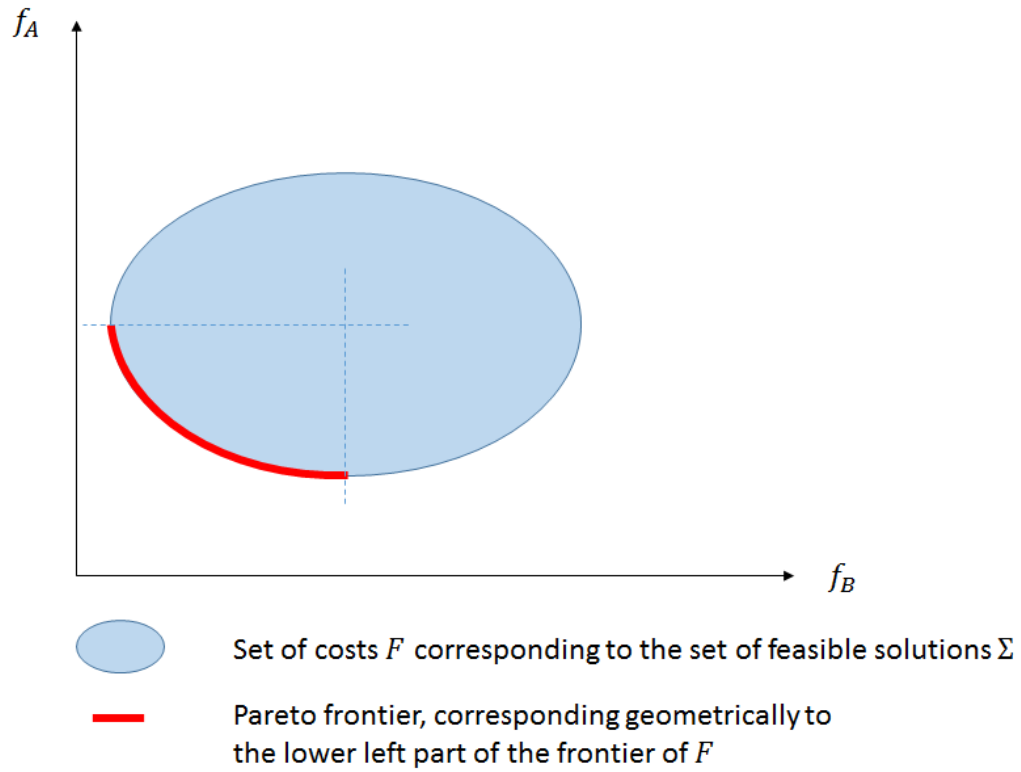 f_A
f_B
Set of costs F corresponding to the set of feasible solutions Σ
Pareto frontier, corresponding geometrically to
the lower left part of the frontier of F